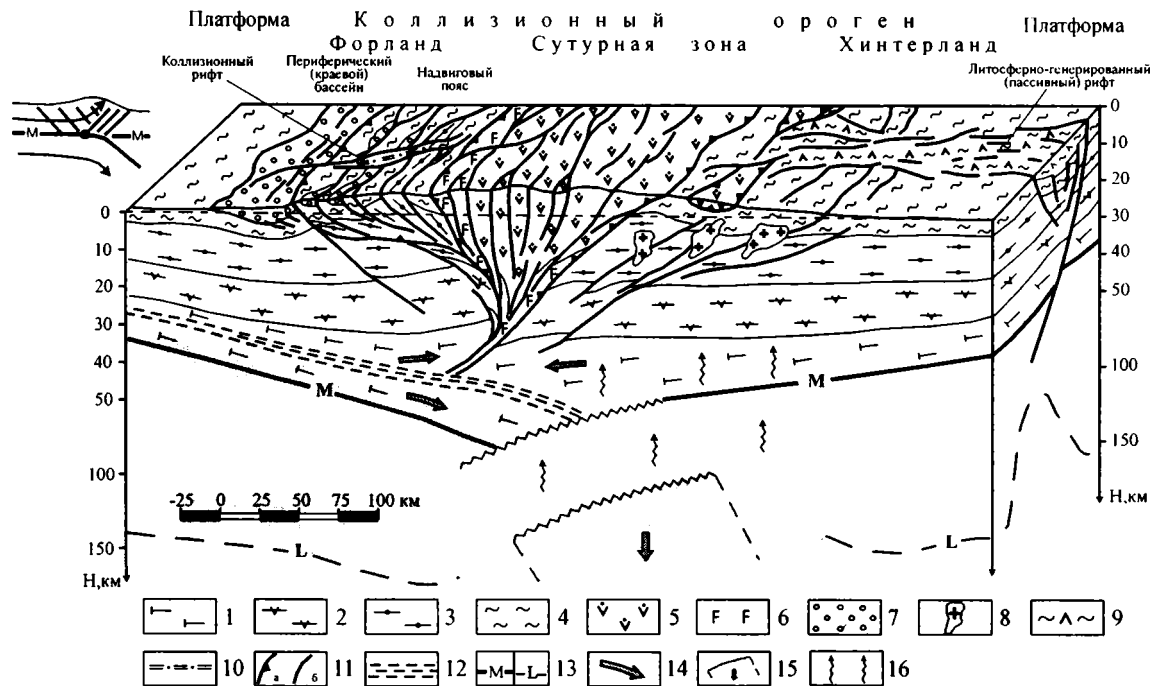 Платформа Коллизионный ороген Платформа
Форланд Сутурная зона Хинтерланд
Коллизионный рифт
Периферический (краевой) бассейн
Надвиговый пояс
Литосферно-генерированный (пассивный) рифт
M M
0
10
20
30
40
50
100
150
H,км
0
10
20
30
40
50
100
150
H,км
F F F F F F F F
M M
-25 0 25 50 75 100 км
L L
1 2 3 4 5 F F 6 7 8 9
10 а б 11 12 M L 13 14 15 16